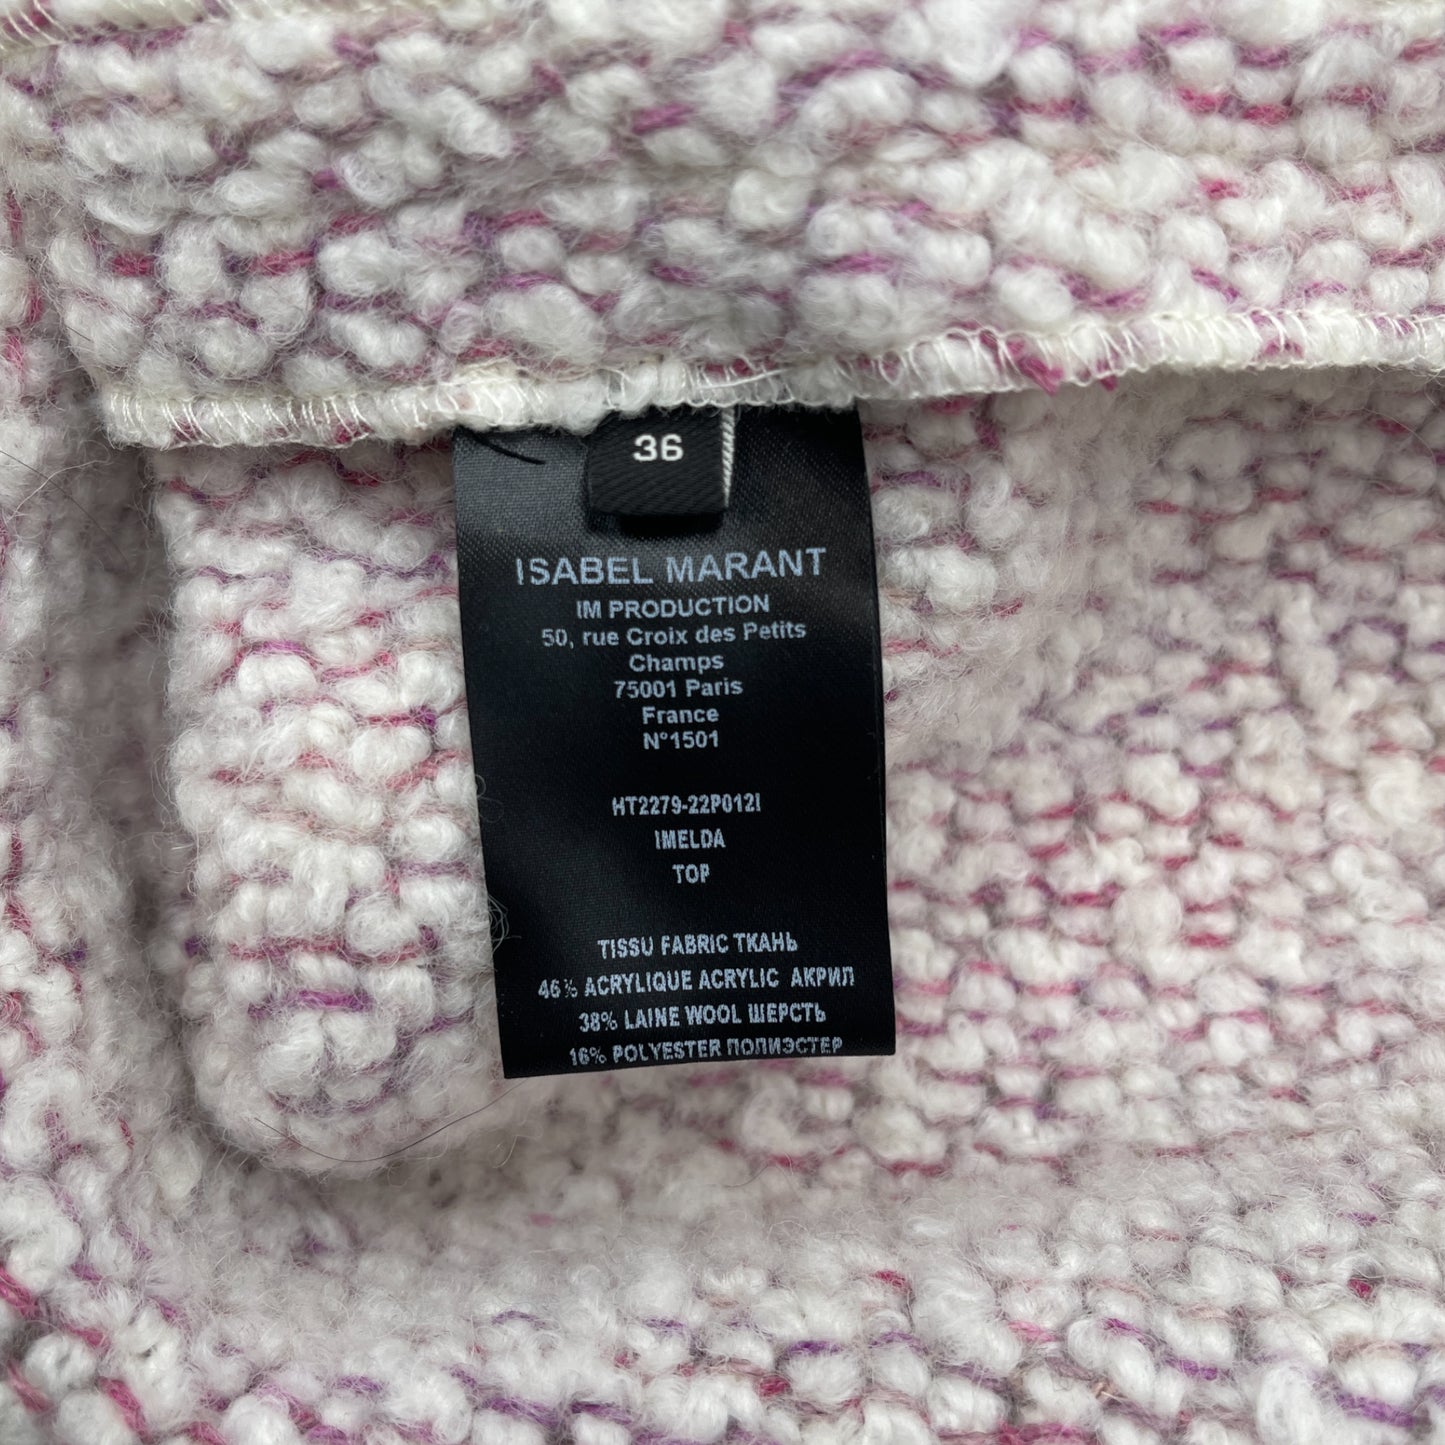 36
ISABEL MARANT
IM PRODUCTION
50, rue Croix des Petits
Champs
75001 Paris
France
N°1501
HT2279-22P012I
IMELDA
TOP
TISSU FABRIC ТКАНЬ
46% ACRYLIQUE ACRYLIC АКРИЛ
38% LAINE WOOL ШЕРСТЬ
16% POLYESTER ПОЛИЭСТЕР